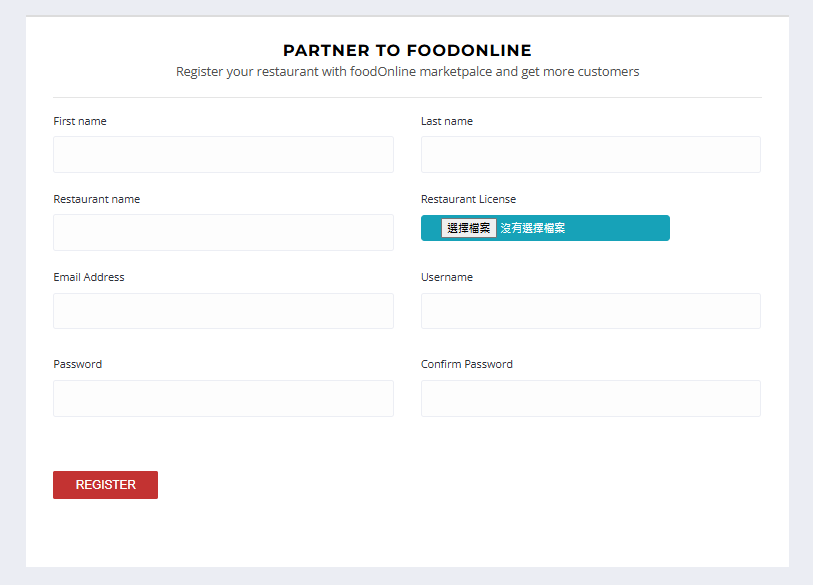 PARTNER TO FOODONLINE
Register your restaurant with foodOnline marketpalce and get more customers
First name
Last name
Restaurant name
Restaurant License
選擇檔案 沒有選擇檔案
Email Address
Username
Password
Confirm Password
REGISTER